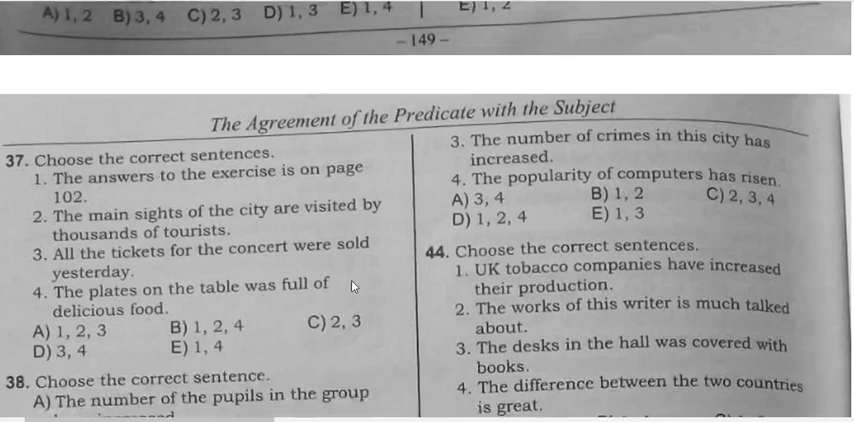 A) 1, 2 B) 3, 4 C) 2, 3 D) 1, 3 E) 1, 4
E) 1, 2
– 149 –
The Agreement of the Predicate with the Subject
37. Choose the correct sentences.
1. The answers to the exercise is on page
102.
2. The main sights of the city are visited by
thousands of tourists.
3. All the tickets for the concert were sold
yesterday.
4. The plates on the table was full of
delicious food.
A) 1, 2, 3 B) 1, 2, 4 C) 2, 3
D) 3, 4 E) 1, 4
38. Choose the correct sentence.
A) The number of the pupils in the group
3. The number of crimes in this city has
increased.
4. The popularity of computers has risen.
A) 3, 4 B) 1, 2 C) 2, 3, 4
D) 1, 2, 4 E) 1, 3
44. Choose the correct sentences.
1. UK tobacco companies have increased
their production.
2. The works of this writer is much talked
about.
3. The desks in the hall was covered with
books.
4. The difference between the two countries
is great.